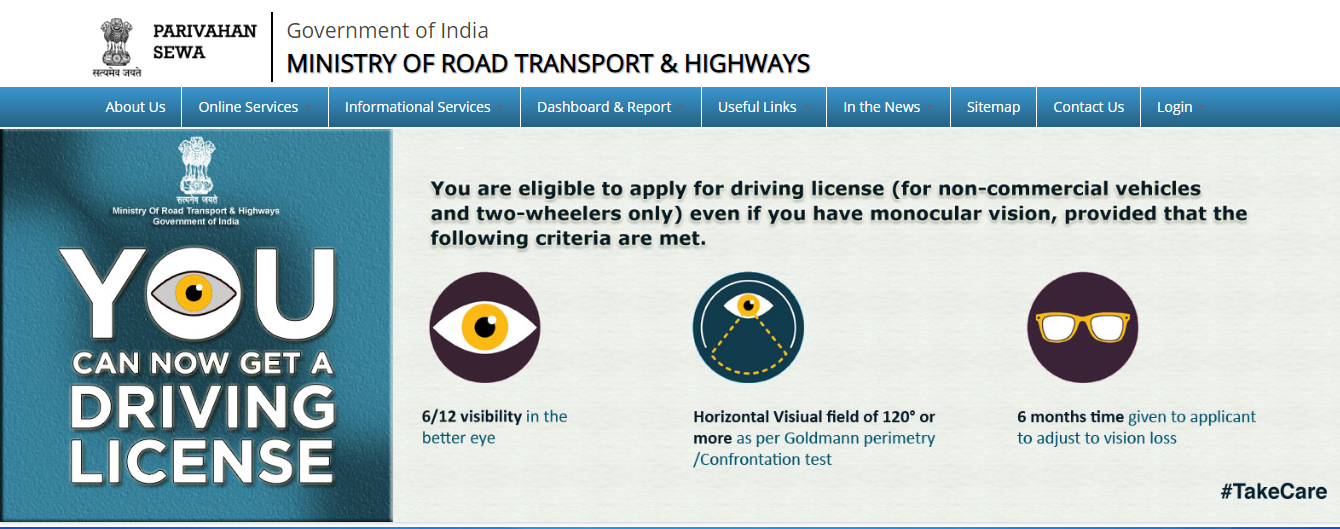 PARIVAHAN
SEWA
सत्यमेव जयते
Government of India
MINISTRY OF ROAD TRANSPORT & HIGHWAYS
About Us Online Services Informational Services Dashboard & Report Useful Links In the News Sitemap Contact Us Login
सत्यमेव जयते
Ministry Of Road Transport & Highways
Government of India
YOU
CAN NOW GET A
DRIVING
LICENSE
You are eligible to apply for driving license (for non-commercial vehicles
and two-wheelers only) even if you have monocular vision, provided that the
following criteria are met.
6/12 visibility in the
better eye
Horizontal Visiual field of 120° or
more as per Goldmann perimetry
/Confrontation test
6 months time given to applicant
to adjust to vision loss
#TakeCare